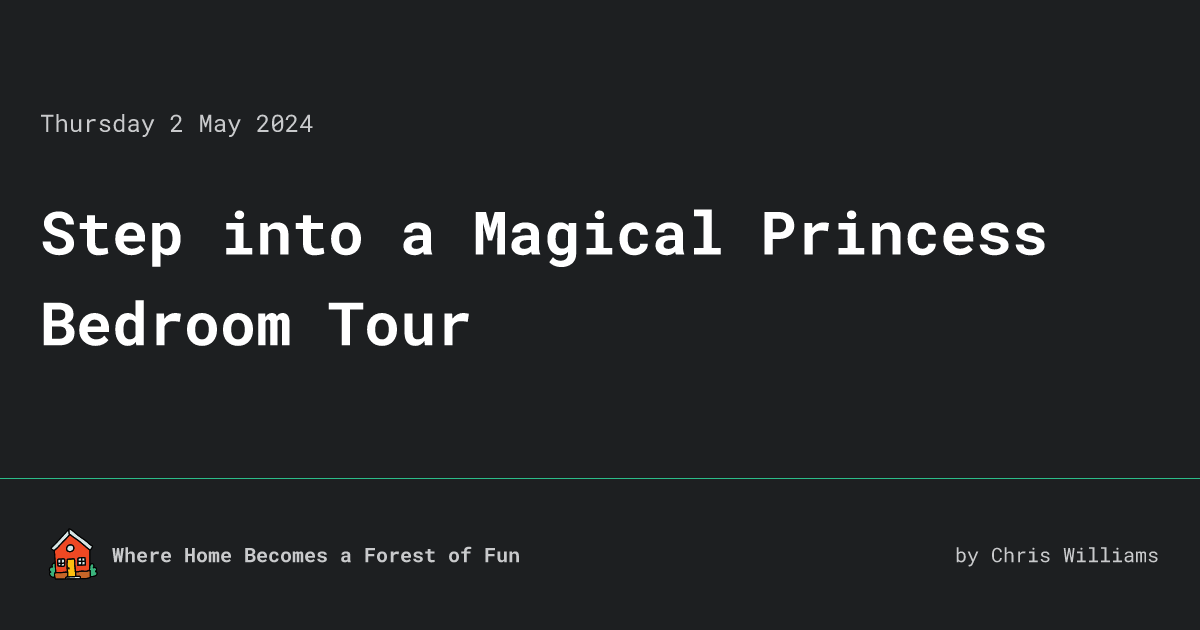 Thursday 2 May 2024
Step into a Magical Princess
Bedroom Tour
Where Home Becomes a Forest of Fun
by Chris Williams